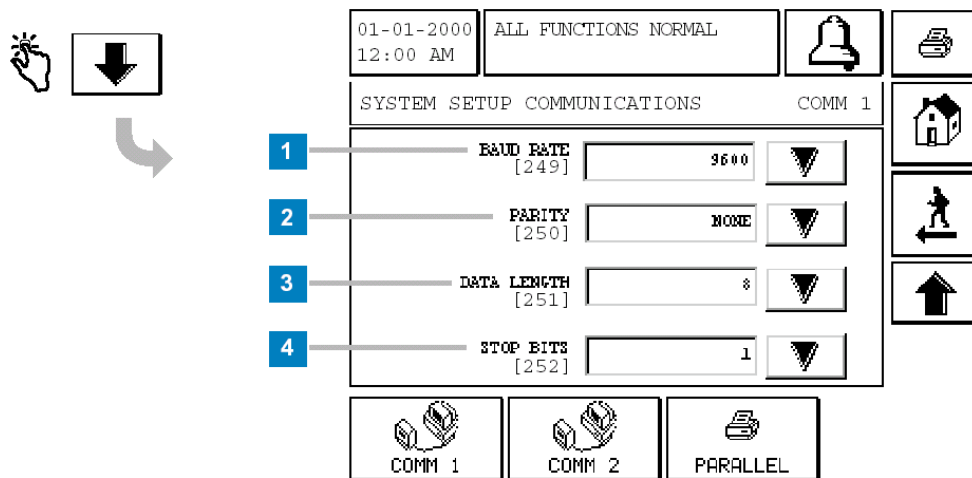 01-01-2000
12:00 AM
ALL FUNCTIONS NORMAL
SYSTEM SETUP COMMUNICATIONS COMM 1
1
BAUD RATE
[249]
9600
2
PARITY
[250]
NONE
3
DATA LENGTH
[251]
8
4
STOP BITS
[252]
1
COMM 1
COMM 2
PARALLEL